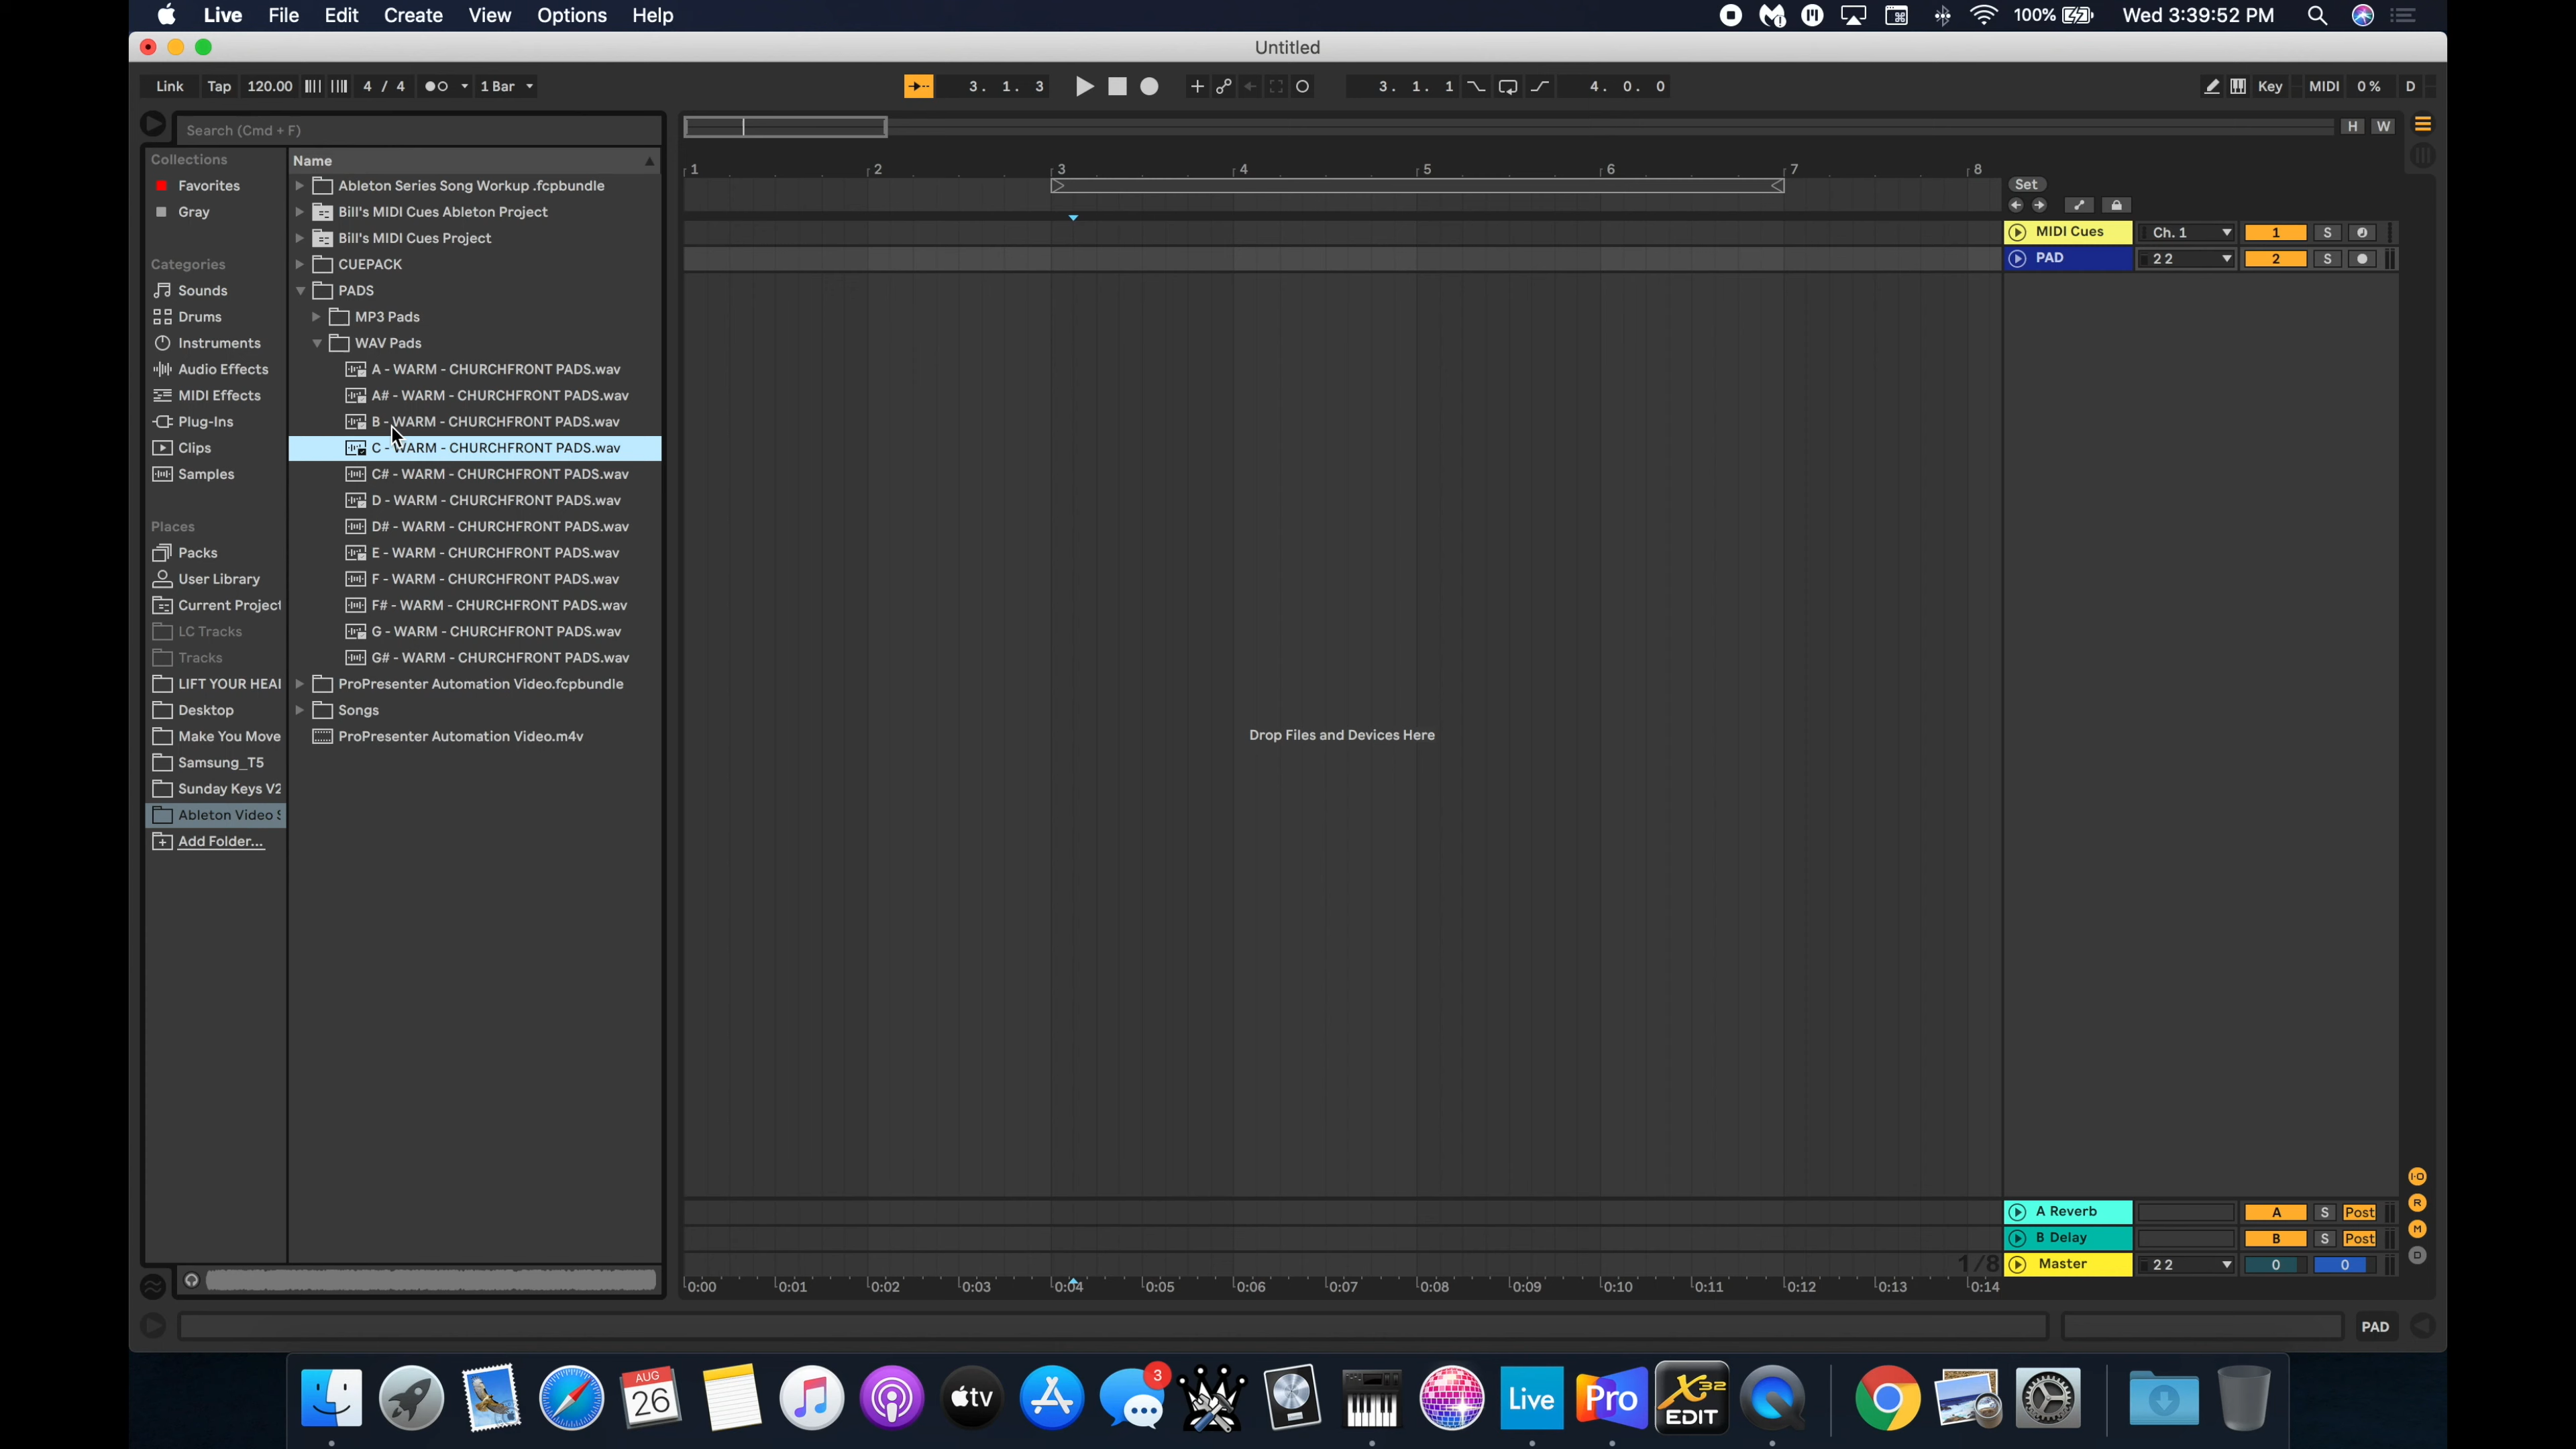 Live File Edit Create View Options Help
100% Wed 3:39:52 PM
Untitled
Link Tap 120.00 4 / 4 1 Bar 3. 1. 3 3. 1. 1 4. 0. 0 Key MIDI 0 % D
Search (Cmd + F)
H W
Collections
Favorites
Gray
Categories
Sounds
Drums
Instruments
Audio Effects
MIDI Effects
Plug-Ins
Clips
Samples
Places
Packs
User Library
Current Project
LC Tracks
Tracks
LIFT YOUR HEA
Desktop
Make You Move
Samsung_T5
Sunday Keys V2
Ableton Video S
Add Folder...
Name
Ableton Series Song Workup .fcpbundle
Bill's MIDI Cues Ableton Project
Bill's MIDI Cues Project
CUEPACK
PADS
MP3 Pads
WAV Pads
A - WARM - CHURCHFRONT PADS.wav
A# - WARM - CHURCHFRONT PADS.wav
B - WARM - CHURCHFRONT PADS.wav
C - WARM - CHURCHFRONT PADS.wav
C# - WARM - CHURCHFRONT PADS.wav
D - WARM - CHURCHFRONT PADS.wav
D# - WARM - CHURCHFRONT PADS.wav
E - WARM - CHURCHFRONT PADS.wav
F - WARM - CHURCHFRONT PADS.wav
F# - WARM - CHURCHFRONT PADS.wav
G - WARM - CHURCHFRONT PADS.wav
G# - WARM - CHURCHFRONT PADS.wav
ProPresenter Automation Video.fcpbundle
Songs
ProPresenter Automation Video.m4v
1 2 3 4 5 6 7 8
Set
MIDI Cues Ch. 1 1 S
PAD 2 2 2 S
Drop Files and Devices Here
I·O
R
M
D
A Reverb A S Post
B Delay B S Post
1/8 Master 2 2 0 0
0:00 0:01 0:02 0:03 0:04 0:05 0:06 0:07 0:08 0:09 0:10 0:11 0:12 0:13 0:14
PAD
AUG
26
tv
3
Live
Pro
X32
EDIT